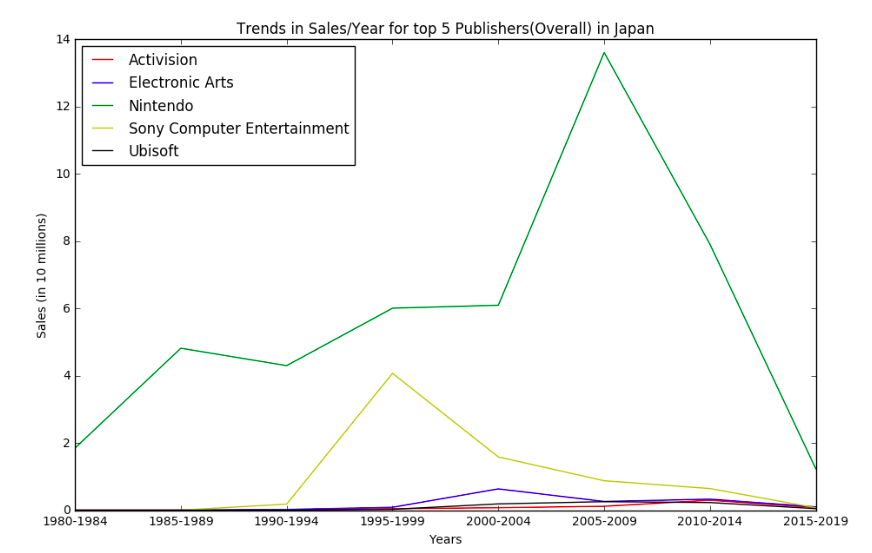 Trends in Sales/Year for top 5 Publishers(Overall) in Japan
14
12
10
8
6
4
2
0
Sales (in 10 millions)
Activision
Electronic Arts
Nintendo
Sony Computer Entertainment
Ubisoft
1980-1984 1985-1989 1990-1994 1995-1999 2000-2004 2005-2009 2010-2014 2015-2019
Years